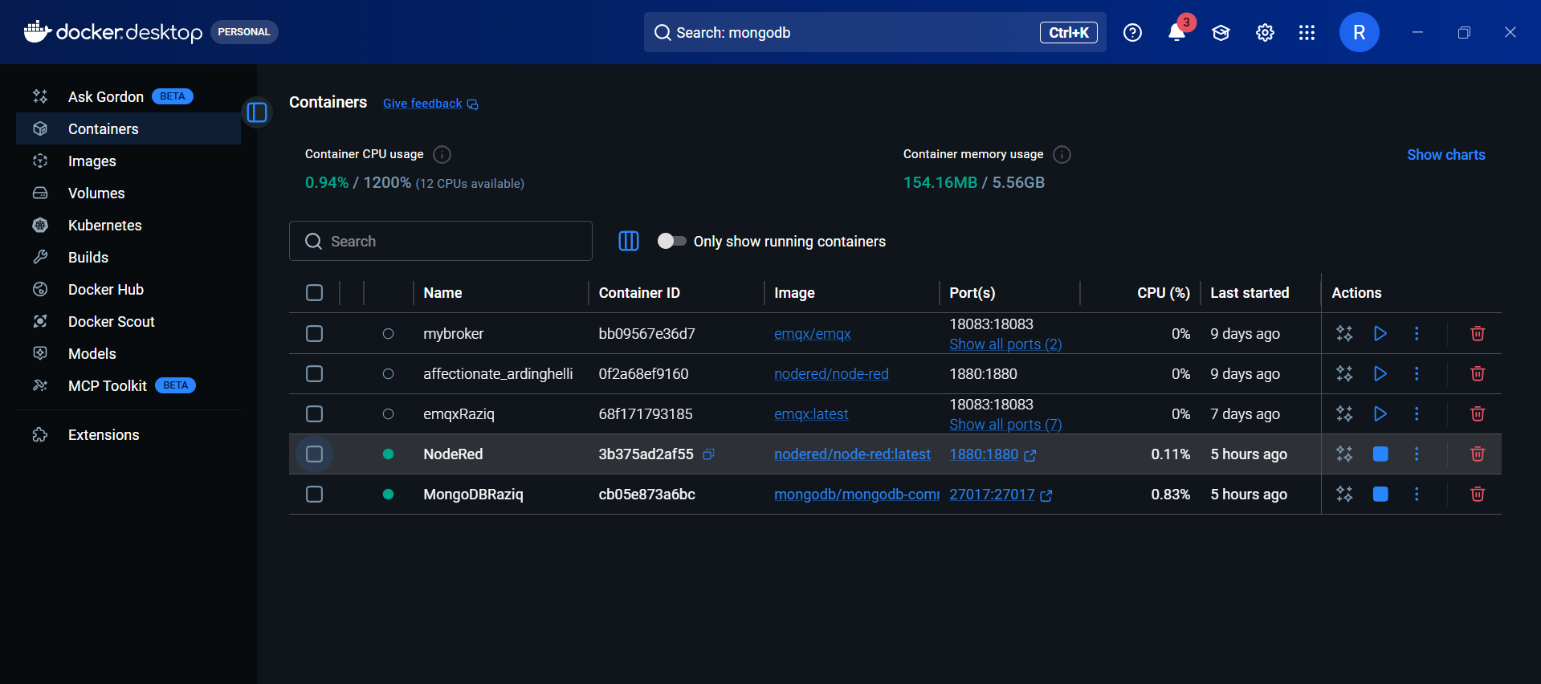 docker.desktop PERSONAL Search: mongodb Ctrl+K 3 R
Ask Gordon BETA
Containers
Images
Volumes
Kubernetes
Builds
Docker Hub
Docker Scout
Models
MCP Toolkit BETA
Extensions
Containers Give feedback
Container CPU usage
0.94% / 1200% (12 CPUs available)
Container memory usage
154.16MB / 5.56GB
Show charts
Search
Only show running containers
Name Container ID Image Port(s) CPU (%) Last started Actions
mybroker bb09567e36d7 emqx/emqx 18083:18083 0% 9 days ago
Show all ports (2)
affectionate_ardinghelli 0f2a68ef9160 nodered/node-red 1880:1880 0% 9 days ago
emqxRaziq 68f171793185 emqx:latest 18083:18083 0% 7 days ago
Show all ports (7)
NodeRed 3b375ad2af55 nodered/node-red:latest 1880:1880 0.11% 5 hours ago
MongoDBRaziq cb05e873a6bc mongodb/mongodb-comm 27017:27017 0.83% 5 hours ago